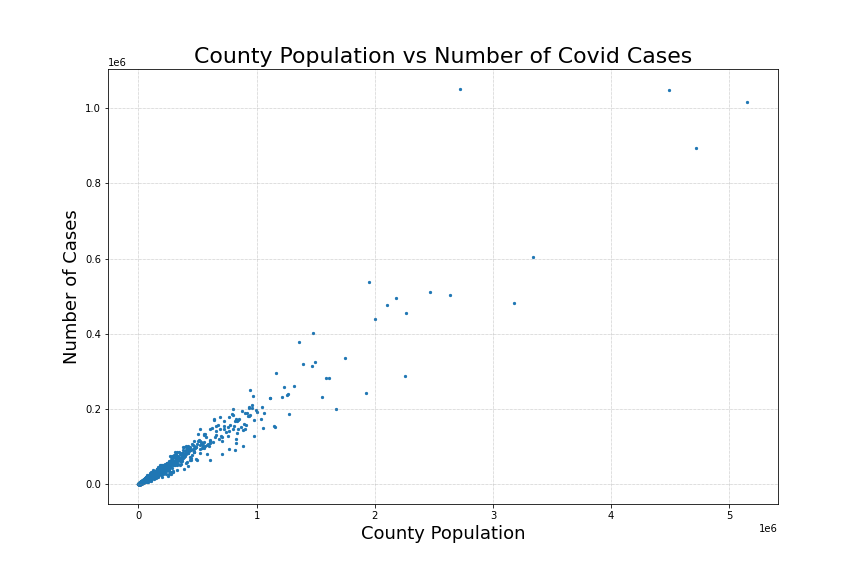 County Population vs Number of Covid Cases
1e6
1.0
0.8
0.6
0.4
0.2
0.0
Number of Cases
0 1 2 3 4 5
1e6
County Population